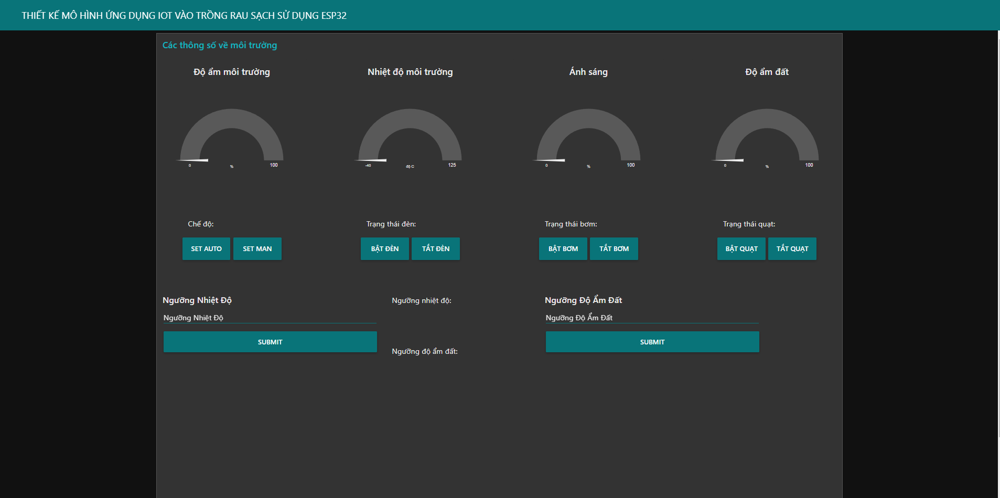 THIẾT KẾ MÔ HÌNH ỨNG DỤNG IOT VÀO TRỒNG RAU SẠCH SỬ DỤNG ESP32
Các thông số về môi trường
Độ ẩm môi trường
Nhiệt độ môi trường
Ánh sáng
Độ ẩm đất
0 % 100
-40 độ C 125
0 % 100
0 % 100
Chế độ:
Trạng thái đèn:
Trạng thái bơm:
Trạng thái quạt:
SET AUTO
SET MAN
BẬT ĐÈN
TẮT ĐÈN
BẬT BƠM
TẮT BƠM
BẬT QUẠT
TẮT QUẠT
Ngưỡng Nhiệt Độ
Ngưỡng nhiệt độ:
Ngưỡng Độ Ẩm Đất
Ngưỡng Nhiệt Độ
Ngưỡng Độ Ẩm Đất
SUBMIT
SUBMIT
Ngưỡng độ ẩm đất: